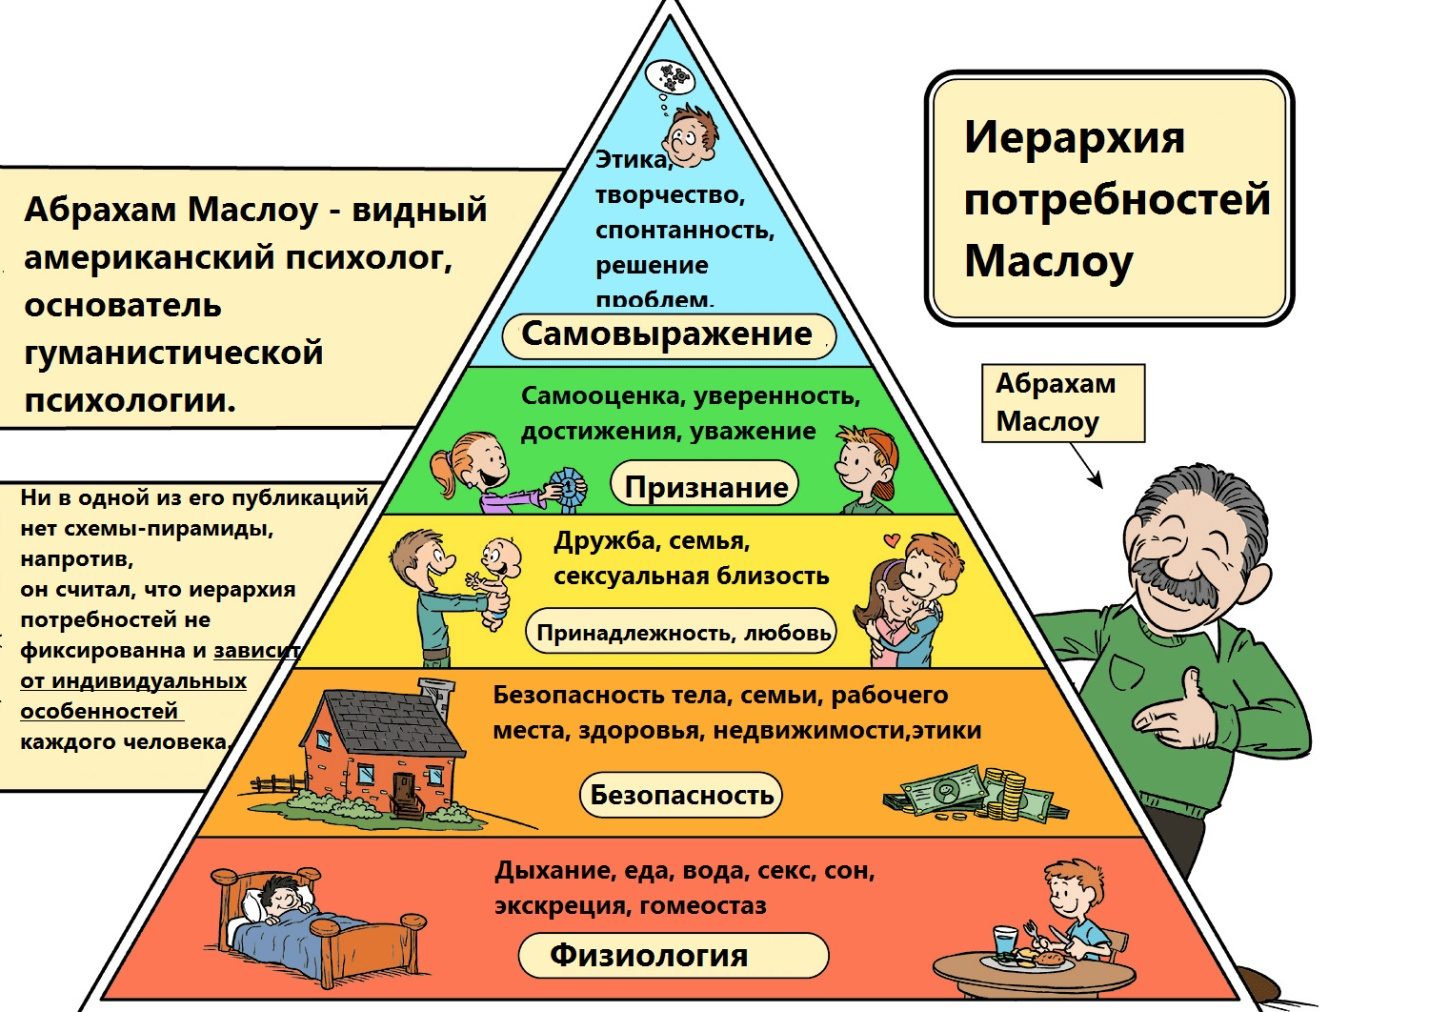 Иерархия
потребностей
Маслоу
Абрахам Маслоу - видный
американский психолог,
основатель
гуманистической
психологии.
Ни в одной из его публикаций
нет схемы-пирамиды,
напротив,
он считал, что иерархия
потребностей не
фиксированна и зависит
от индивидуальных
особенностей
каждого человека.
Этика,
творчество,
спонтанность,
решение
проблем.
Самовыражение
Самооценка, уверенность,
достижения, уважение
Признание
Дружба, семья,
сексуальная близость
Принадлежность, любовь
Безопасность тела, семьи, рабочего
места, здоровья, недвижимости,этики
Безопасность
Дыхание, еда, вода, секс, сон,
экскреция, гомеостаз
Физиология
Абрахам
Маслоу